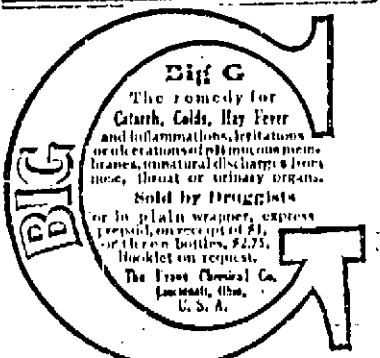 BIG
Big G
The remedy for
Catarrh, Colds, Hay Fever
and Inflammations, Irritations
or ulcerations of all mucous mem-
branes, unnatural discharges from
nose, throat or urinary organs.
Sold by Druggists
or in plain wrapper, express
prepaid, on receipt of $1,
or three bottles, $2.75.
Booklet on request.
The Evans Chemical Co.
Cincinnati, Ohio,
U. S. A.